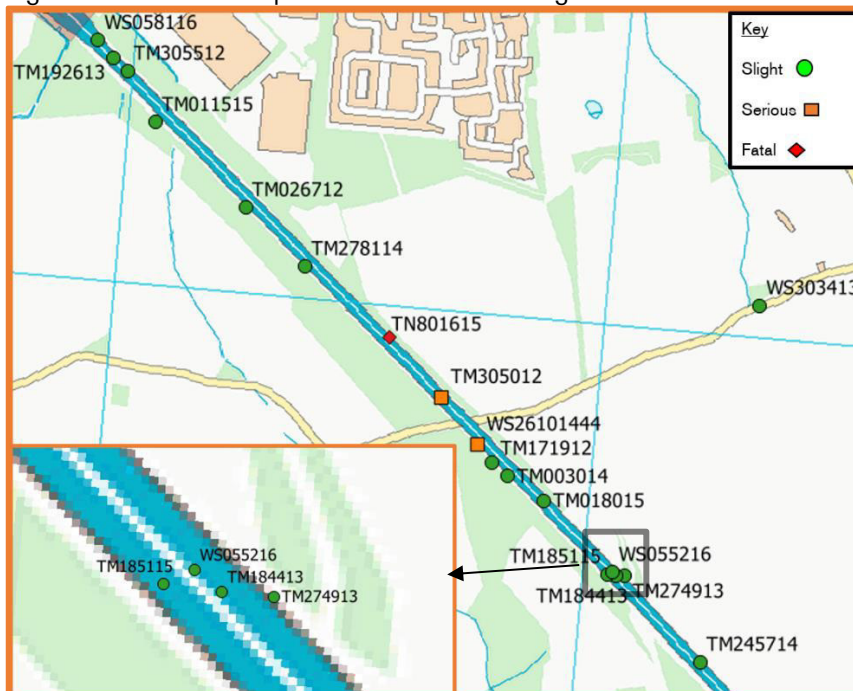 WS058116
TM305512
TM192613
TM011515
TM026712
TM278114
TN801615
TM305012
WS26101444
TM171912
TM003014
TM018015
TM185115
WS055216
TM184413
TM274913
TM245714
WS303413
Key
Slight
Serious
Fatal
WS055216
TM185115
TM184413
TM274913